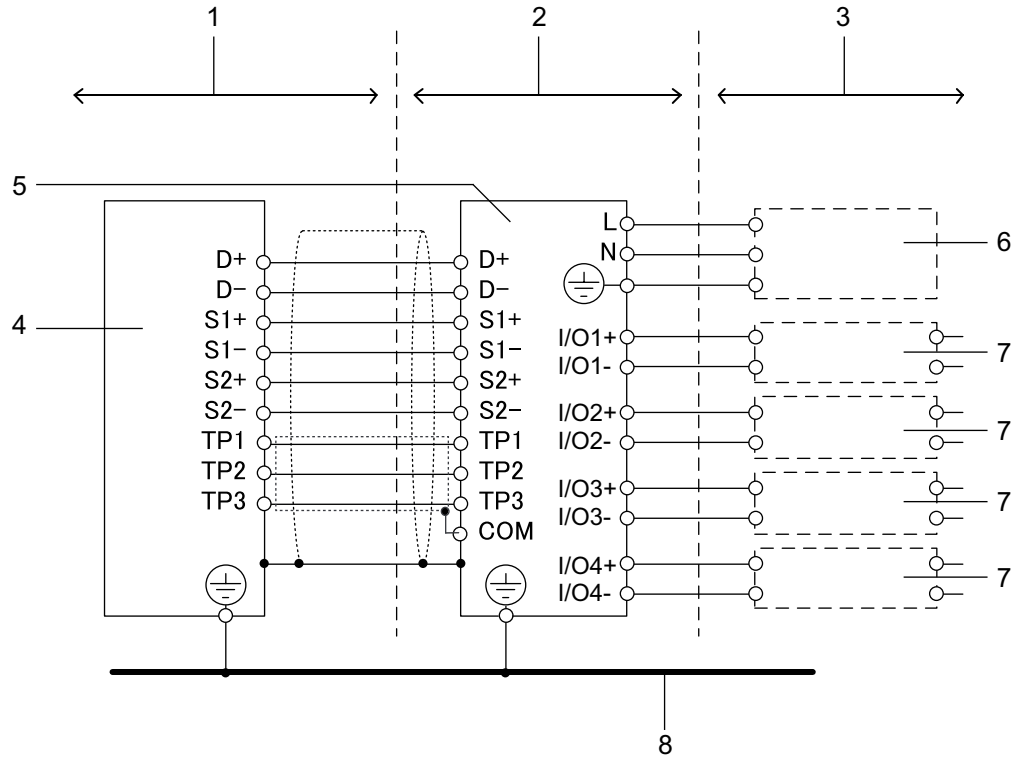 1
2
3
5
L
N
6
D+
D+
D−
D−
4
S1+
S1+
I/O1+
S1−
S1−
I/O1-
7
S2+
S2+
S2−
S2−
I/O2+
I/O2-
7
TP1
TP1
TP2
TP2
TP3
TP3
I/O3+
I/O3-
7
COM
I/O4+
I/O4-
7
8